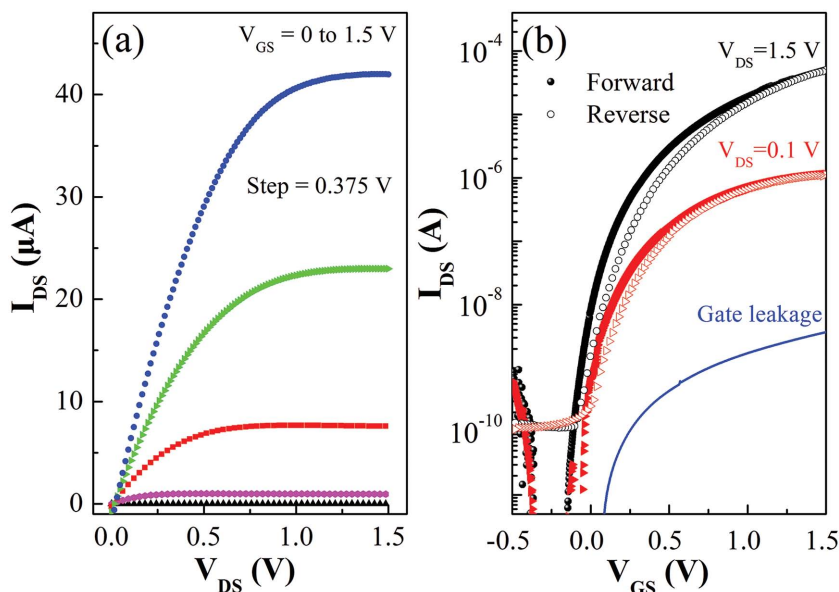 (a)
V_GS = 0 to 1.5 V
Step = 0.375 V
I_DS (μA)
40
20
0
0.0 0.5 1.0 1.5
V_DS (V)
(b)
V_DS=1.5 V
Forward
Reverse
V_DS=0.1 V
Gate leakage
I_DS (A)
10^-4
10^-6
10^-8
10^-10
-0.5 0.0 0.5 1.0 1.5
V_GS (V)